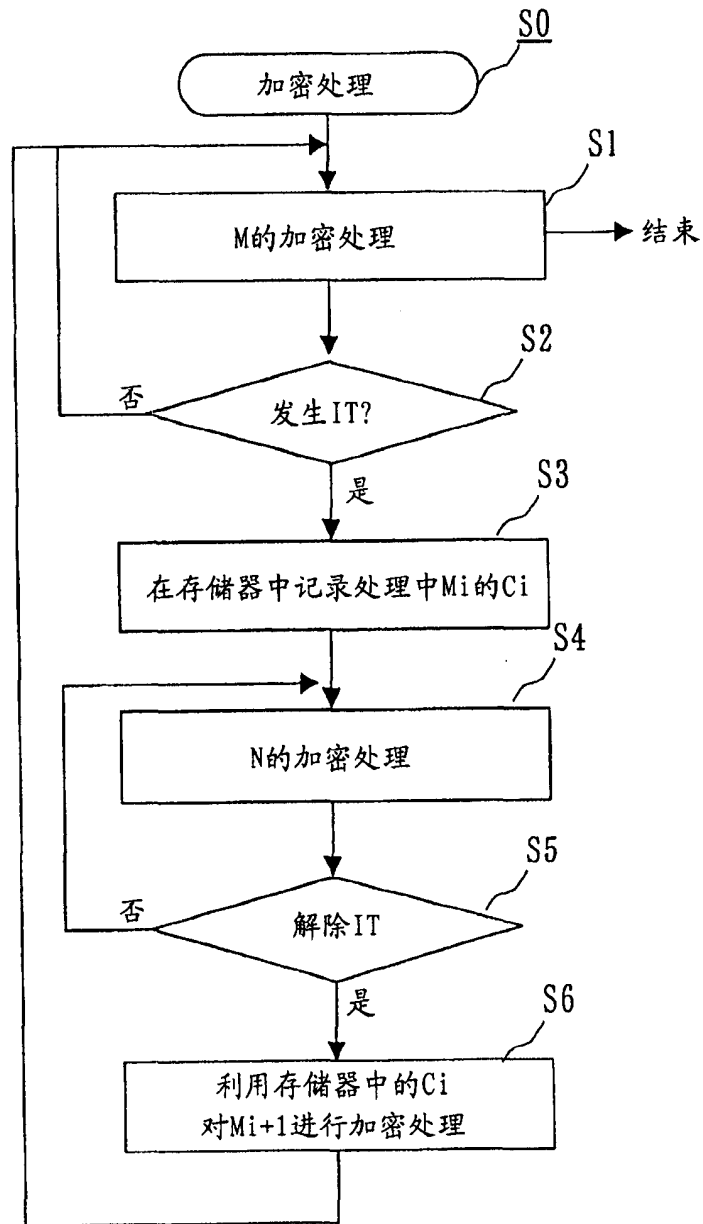 S0
加密处理
S1
M的加密处理
结束
S2
发生IT?
否
是
S3
在存储器中记录处理中Mi的Ci
S4
N的加密处理
S5
解除IT
否
是
S6
利用存储器中的Ci
对Mi+1进行加密处理